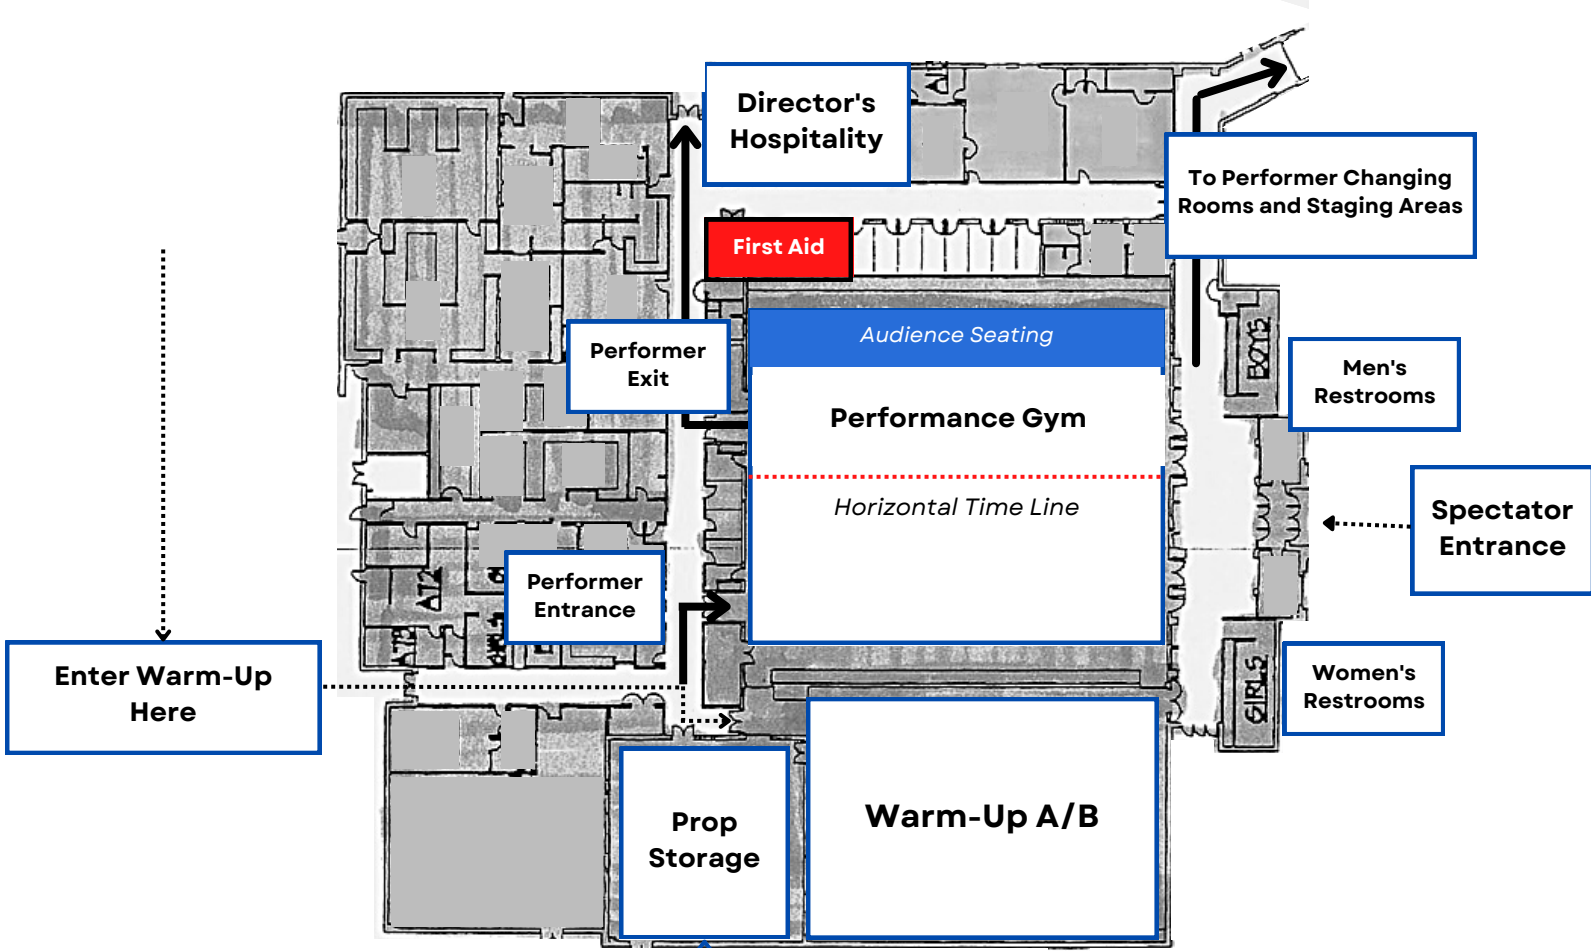 Director's
Hospitality
To Performer Changing
Rooms and Staging Areas
First Aid
Audience Seating
Performer
Exit
BOYS
Men's
Restrooms
Performance Gym
Horizontal Time Line
Spectator
Entrance
A72
Performer
Entrance
Enter Warm-Up
Here
GIRLS
Women's
Restrooms
Prop
Storage
Warm-Up A/B